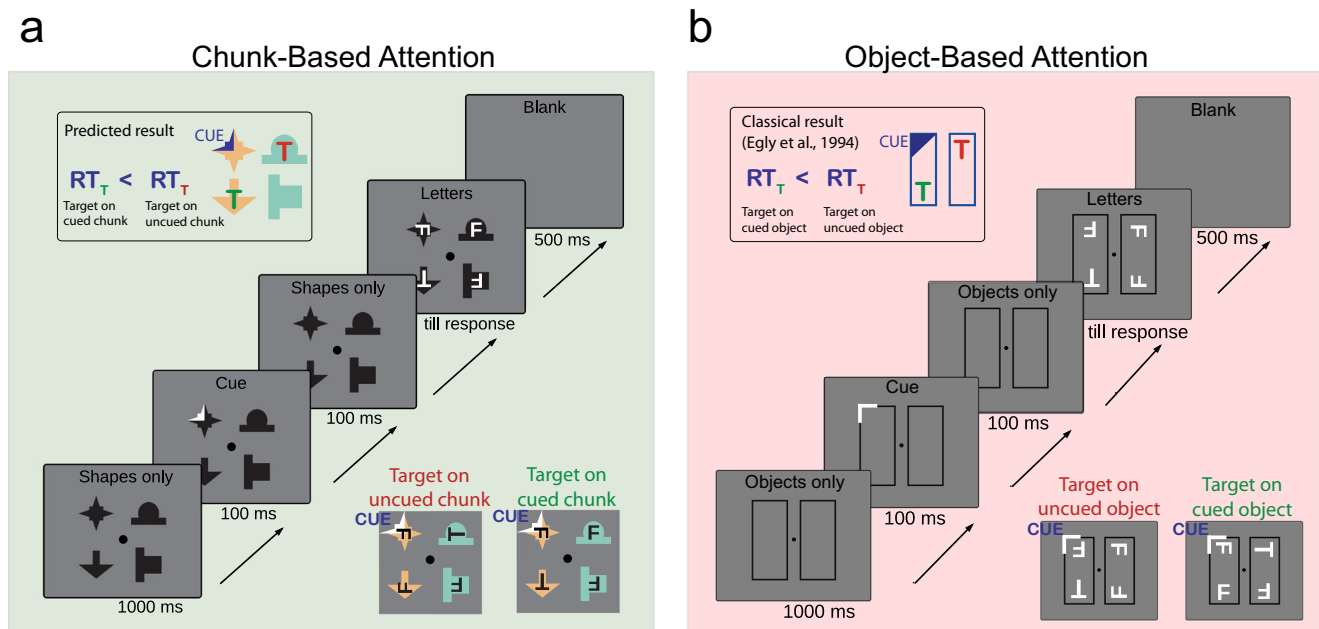 a
Chunk-Based Attention
Predicted result
CUE
T
T
RT_T < RT_T
Target on cued chunk
Target on uncued chunk
Blank
500 ms
Letters
F F
T F
till response
Shapes only
100 ms
Cue
100 ms
Shapes only
1000 ms
Target on
uncued chunk
CUE
F T
F F
Target on
cued chunk
CUE
F F
T F
b
Object-Based Attention
Classical result
(Egly et al., 1994)
CUE
T
T
RT_T < RT_T
Target on cued object
Target on uncued object
Blank
500 ms
Letters
F F
T F
till response
Objects only
100 ms
Cue
100 ms
Objects only
1000 ms
Target on
uncued object
CUE
F F
T F
Target on
cued object
CUE
F T
F F